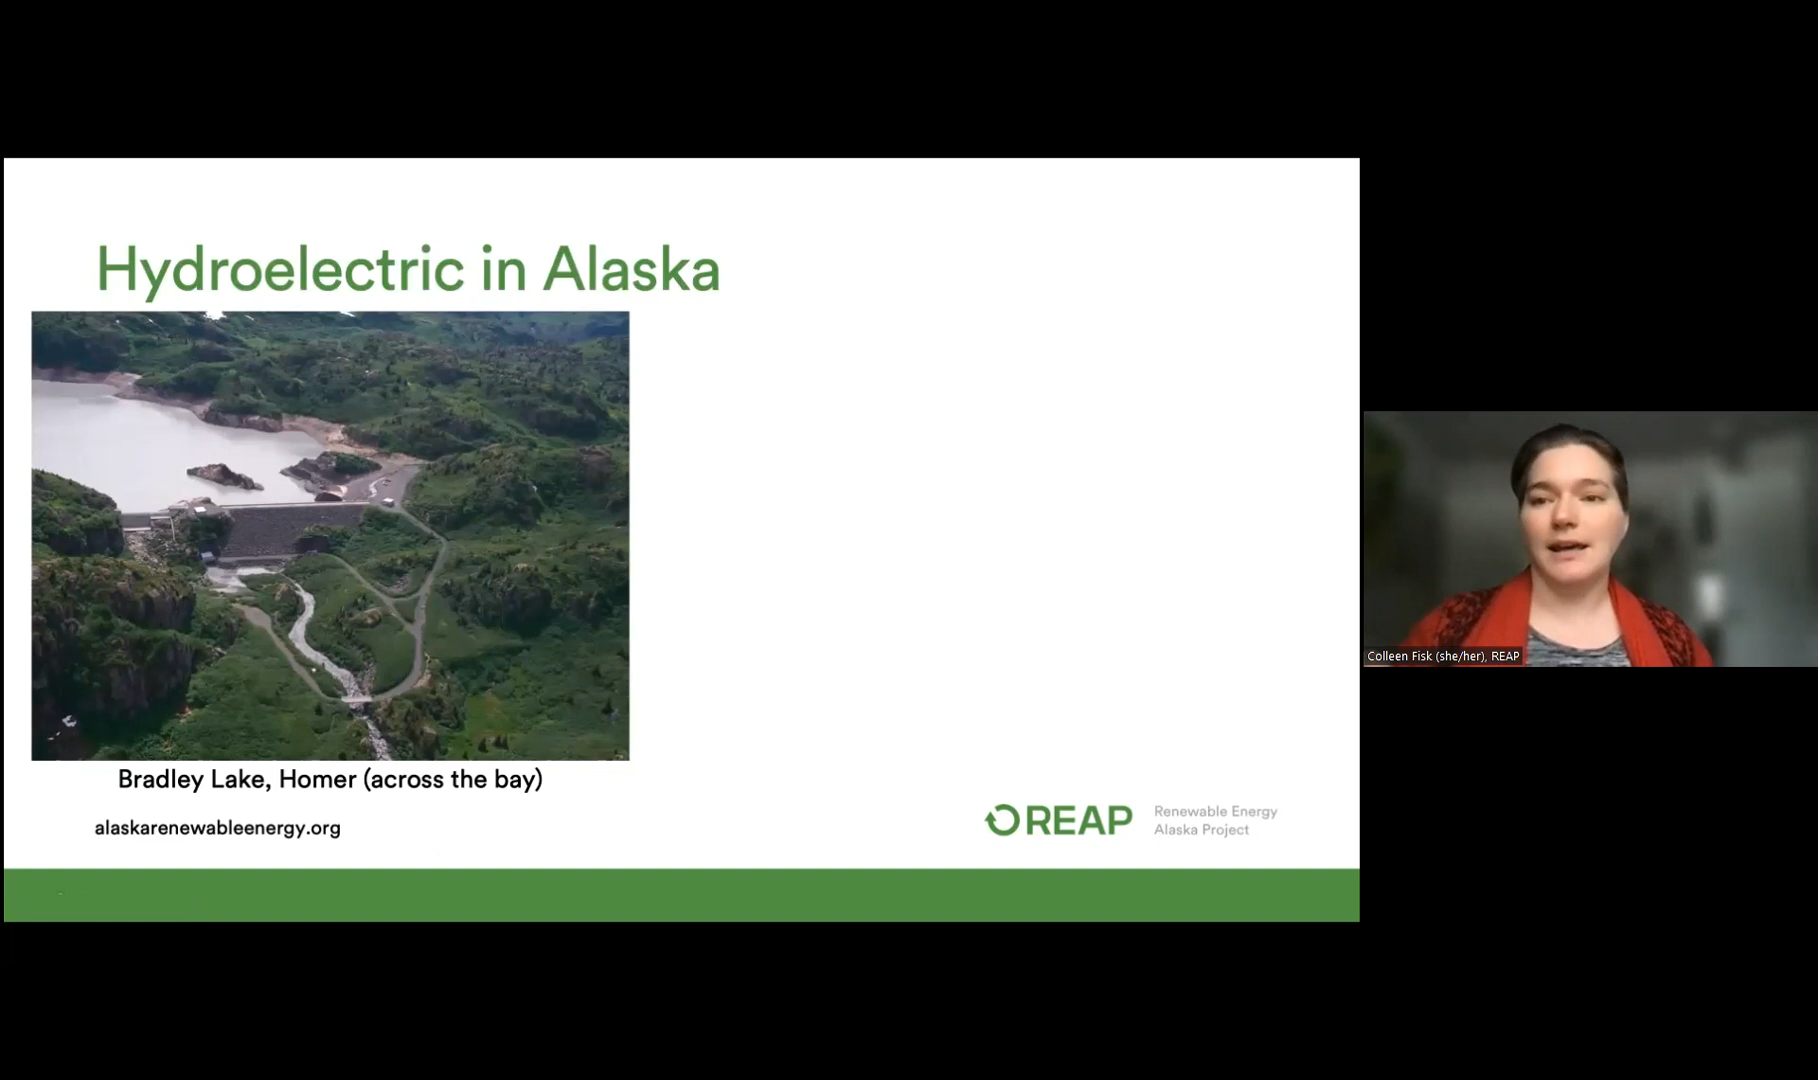 Hydroelectric in Alaska
Bradley Lake, Homer (across the bay)
alaskarenewableenergy.org
REAP
Renewable Energy
Alaska Project
Colleen Fisk (she/her), REAP